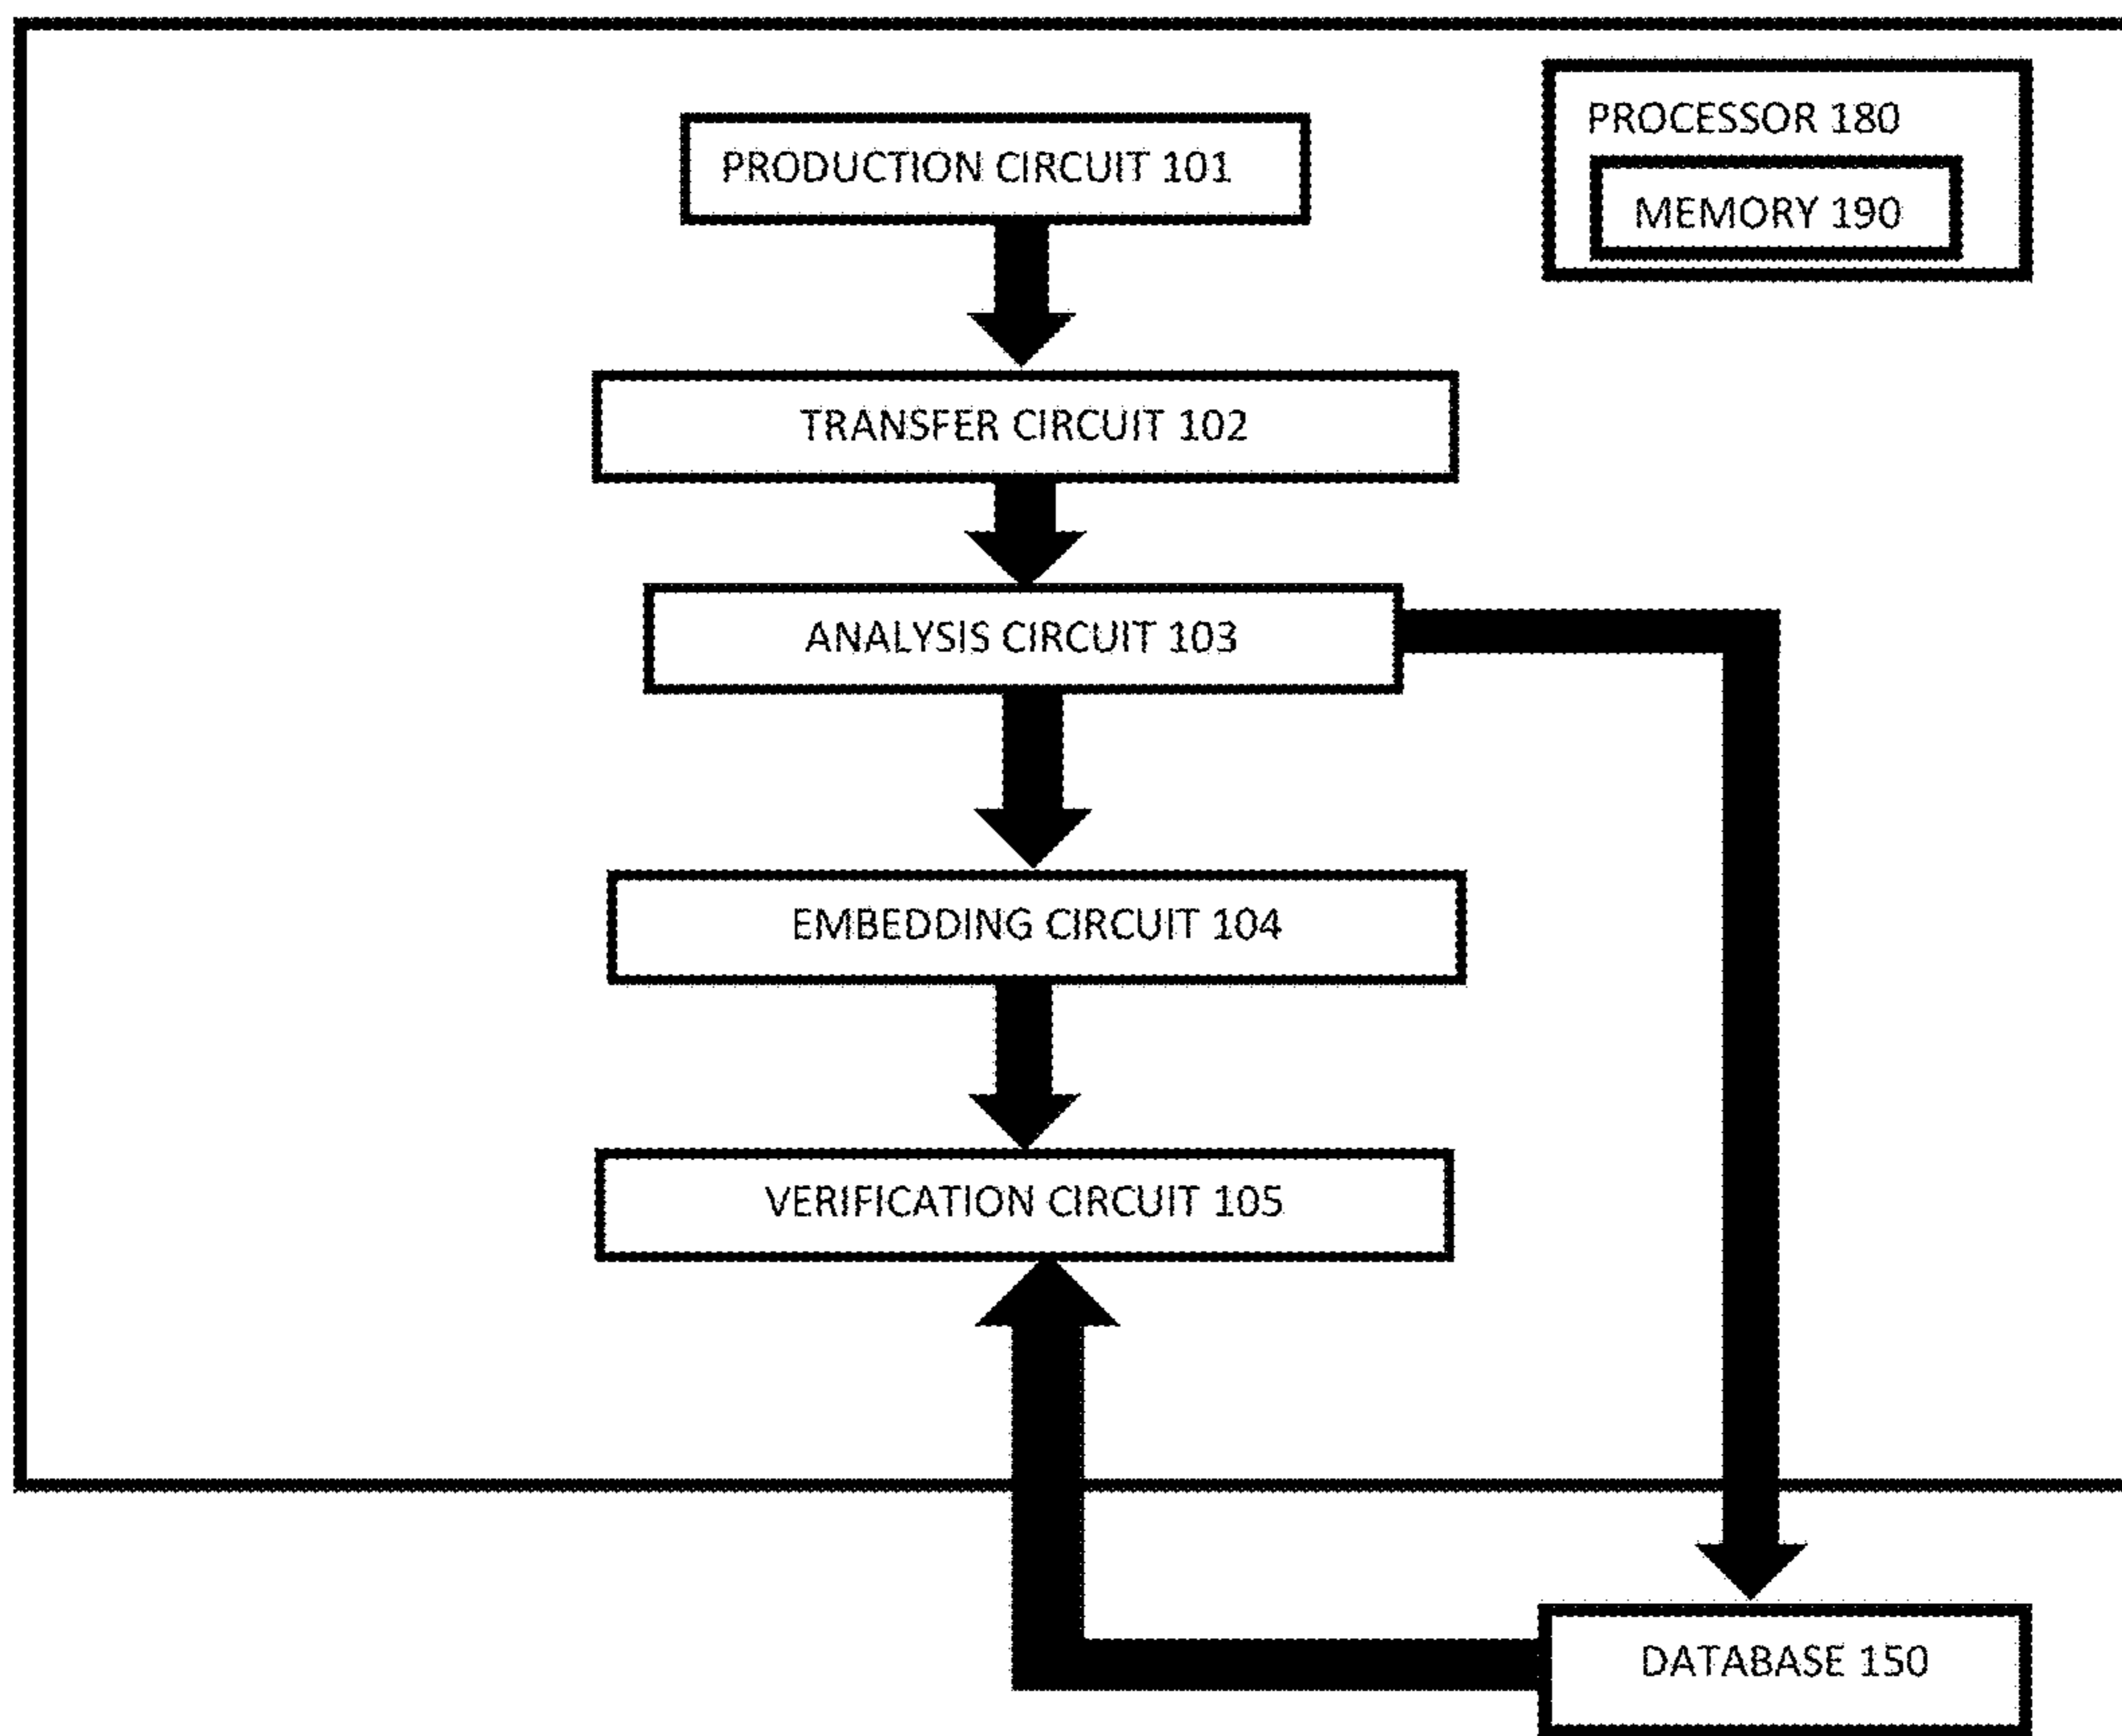 PROCESSOR 180
MEMORY 190
PRODUCTION CIRCUIT 101
TRANSFER CIRCUIT 102
ANALYSIS CIRCUIT 103
EMBEDDING CIRCUIT 104
VERIFICATION CIRCUIT 105
DATABASE 150